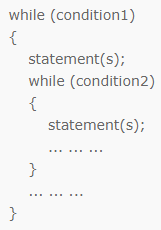 while (condition1)
{
statement(s);
while (condition2)
{
statement(s);
... ... ...
}
... ... ...
}